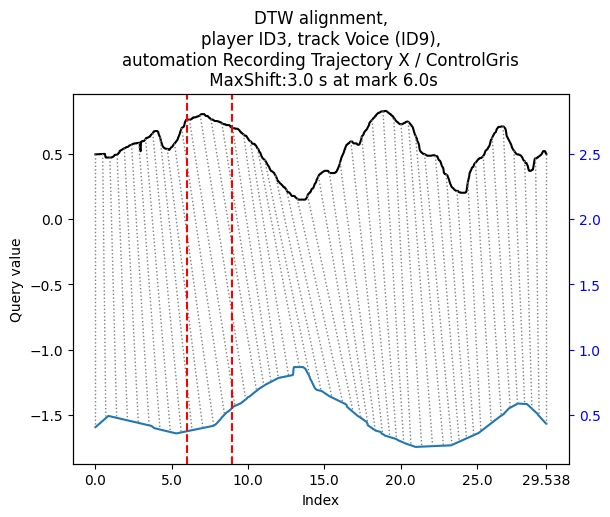 DTW alignment,
player ID3, track Voice (ID9),
automation Recording Trajectory X / ControlGris
MaxShift:3.0 s at mark 6.0s
Query value
0.5
0.0
−0.5
−1.0
−1.5
2.5
2.0
1.5
1.0
0.5
0.0 5.0 10.0 15.0 20.0 25.0 29.538
Index